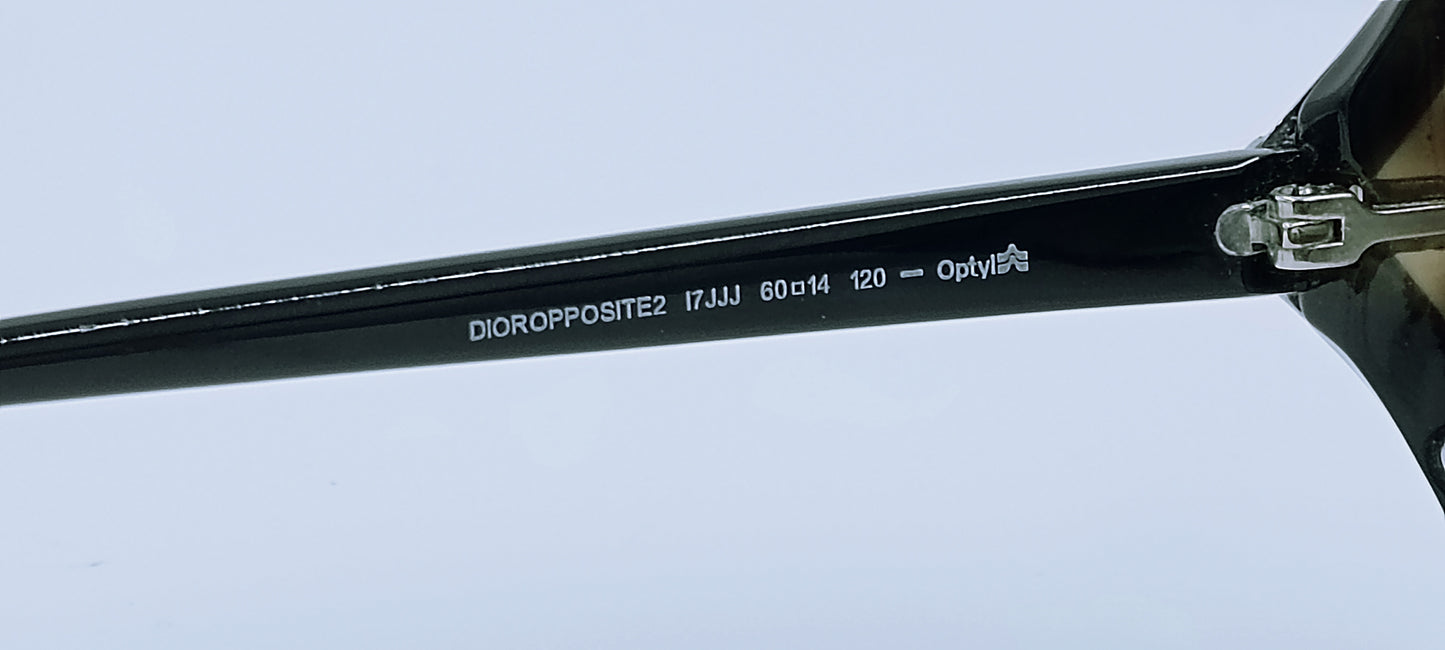 DIOROPPOSITE2 I7JJJ 60□14 120 — Optyl